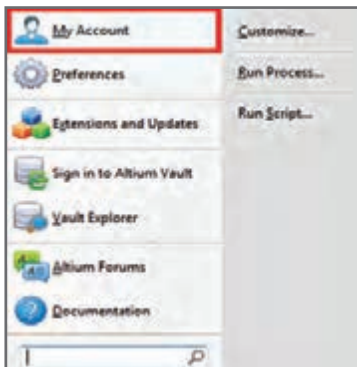 My Account
Preferences
Extensions and Updates
Sign in to Altium Vault
Vault Explorer
Altium Forums
Documentation
Customize...
Run Process...
Run Script...